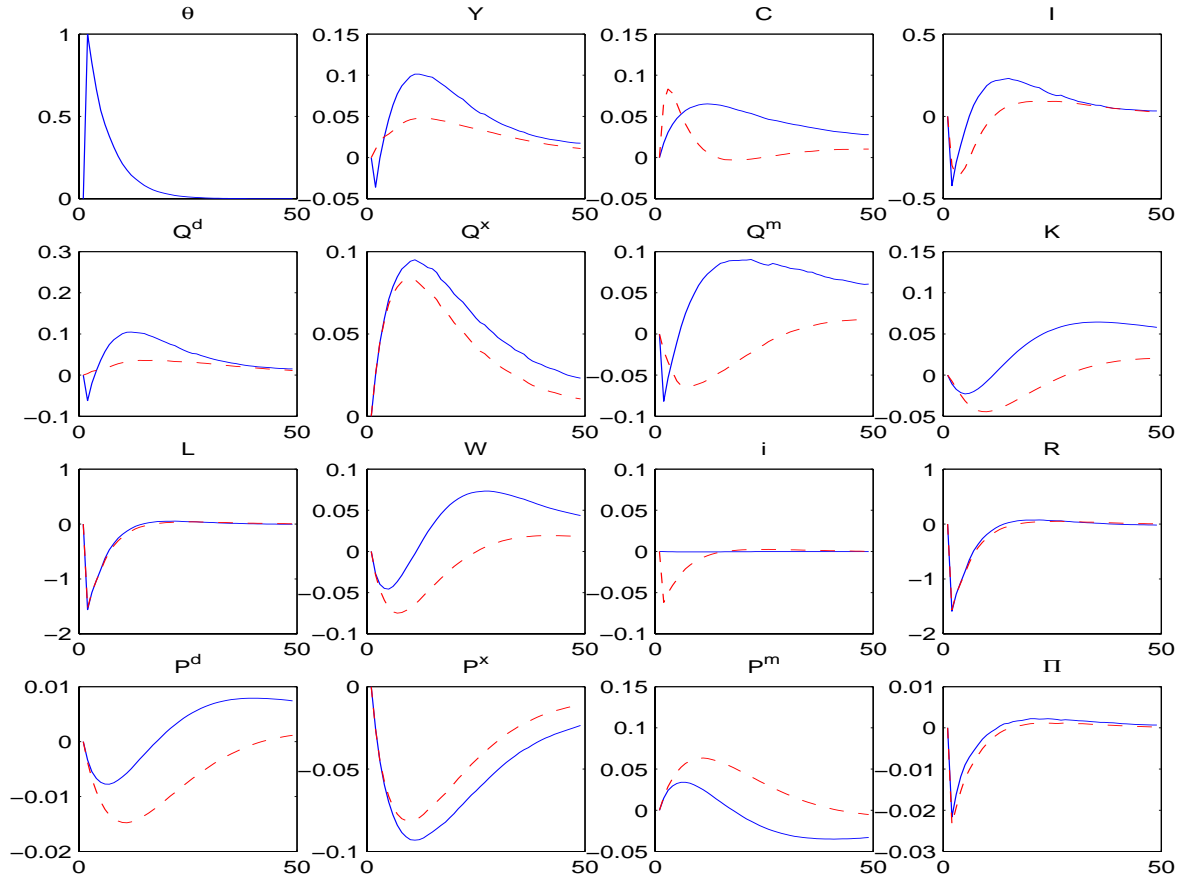 θ Y C I
1 0.15 0.15 0.5
0.1 0.1
0.5 0.05 0.05 0
0 0
0 −0.05 −0.05 −0.5
0 50 0 50 0 50 0 50
Q^d Q^x Q^m K
0.3 0.1 0.1 0.15
0.2 0.05 0.1
0.1 0.05 0 0.05
0 −0.05 0
−0.1 0 −0.1 −0.05
0 50 0 50 0 50 0 50
L W i R
1 0.1 0.1 1
0 0.05 0.05 0
0 0
−1 −0.05 −0.05 −1
−2 −0.1 −0.1 −2
0 50 0 50 0 50 0 50
P^d P^x P^m Π
0.01 0 0.15 0.01
0 0.1 0
−0.05 0.05 −0.01
−0.01 0 −0.02
−0.02 −0.1 −0.05 −0.03
0 50 0 50 0 50 0 50